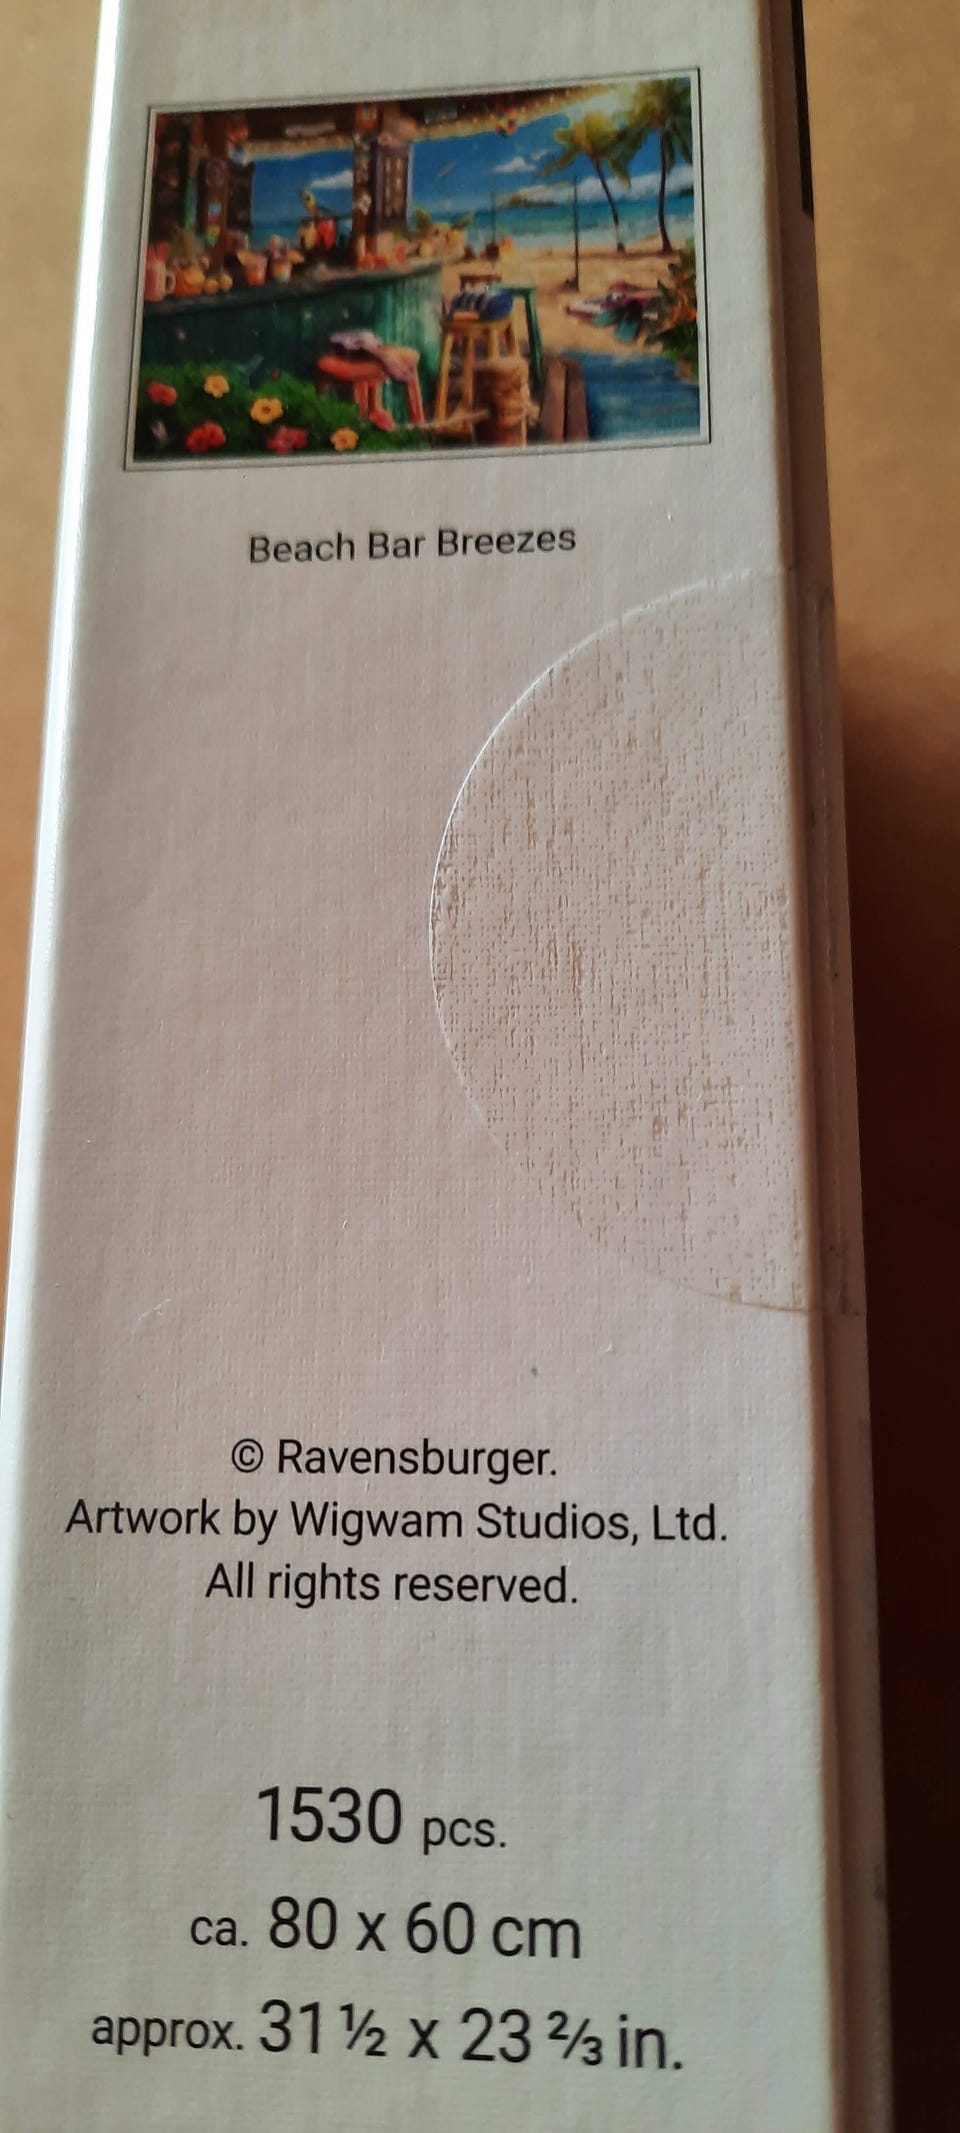 Beach Bar Breezes
© Ravensburger.
Artwork by Wigwam Studios, Ltd.
All rights reserved.
1530 pcs.
ca. 80 x 60 cm
approx. 31 ½ x 23 ⅔ in.